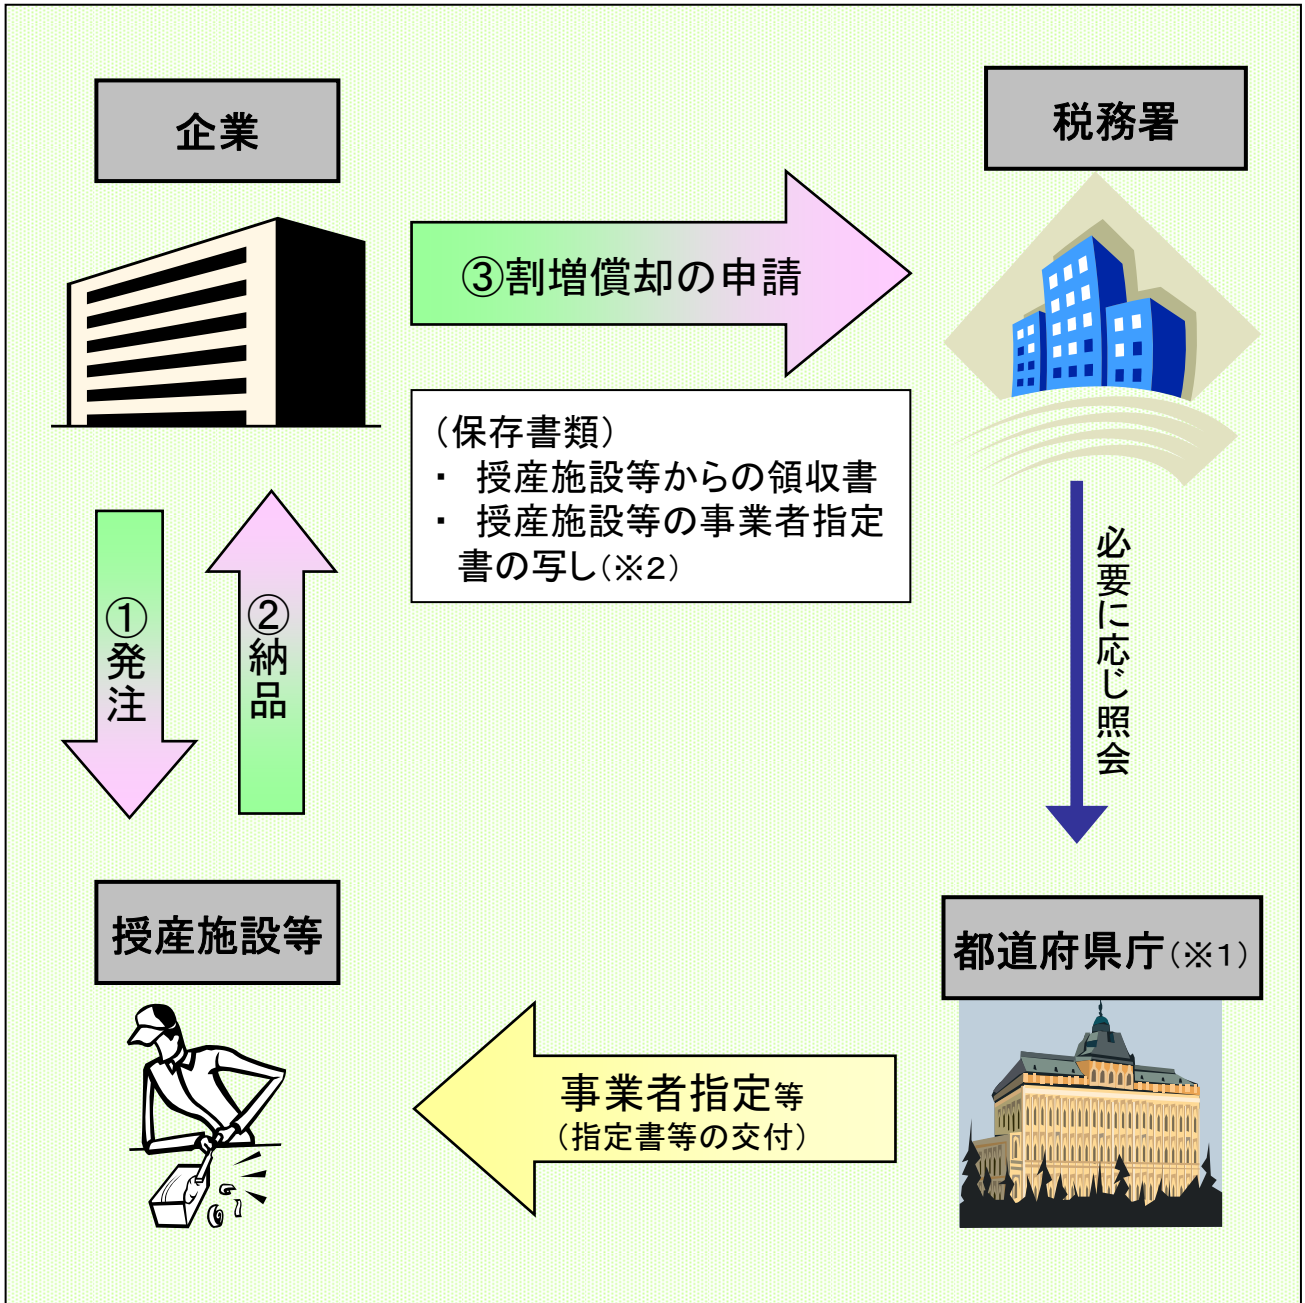 企業
税務署
③割増償却の申請
（保存書類）
・ 授産施設等からの領収書
・ 授産施設等の事業者指定
書の写し（※２）
①発注
②納品
必要に応じ照会
授産施設等
都道府県庁（※１）
事業者指定等
（指定書等の交付）